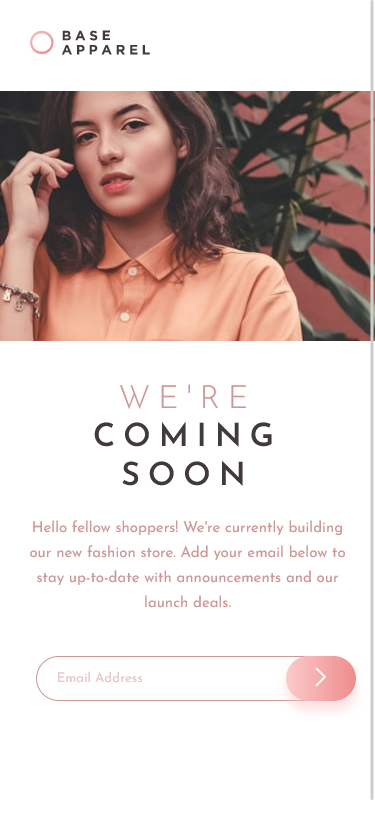 BASE
APPAREL
WE'RE
COMING
SOON
Hello fellow shoppers! We're currently building
our new fashion store. Add your email below to
stay up-to-date with announcements and our
launch deals.
Email Address